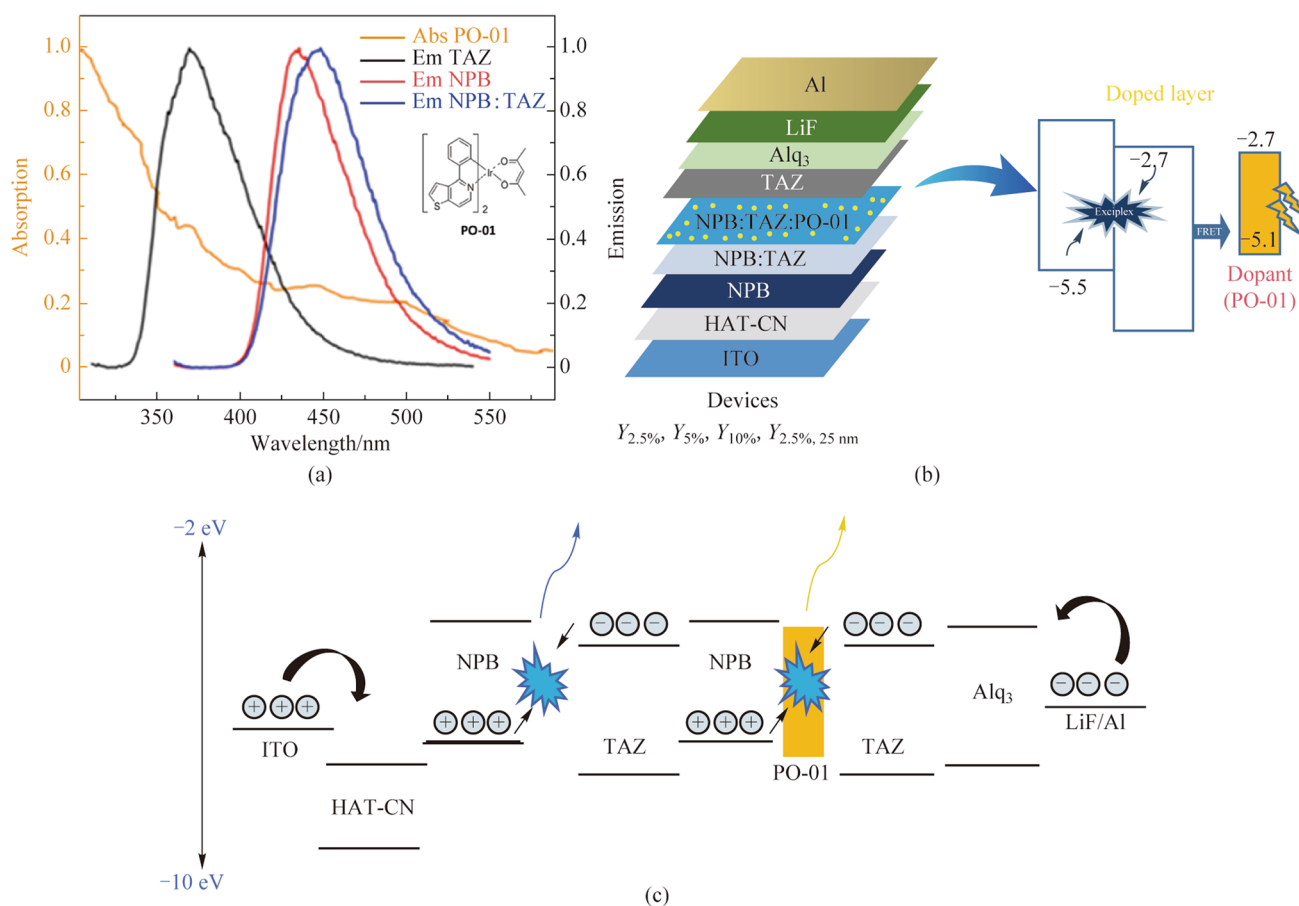 Abs PO-01
Em TAZ
Em NPB
Em NPB:TAZ
Absorption
1.0
0.8
0.6
0.4
0.2
0
Emission
1.0
0.8
0.6
0.4
0.2
0
350
400
450
500
550
Wavelength/nm
S
N
Ir
O
O
2
PO-01
(a)
Al
LiF
Alq₃
TAZ
NPB:TAZ:PO-01
NPB:TAZ
NPB
HAT-CN
ITO
Devices
Y2.5%, Y5%, Y10%, Y2.5%, 25 nm
Doped layer
−2.7
Exciplex
−5.5
FRET
−2.7
−5.1
Dopant
(PO-01)
(b)
−2 eV
−10 eV
+ + +
ITO
HAT-CN
NPB
+ + +
− − −
TAZ
NPB
+ + +
PO-01
− − −
TAZ
Alq₃
− − −
LiF/Al
(c)